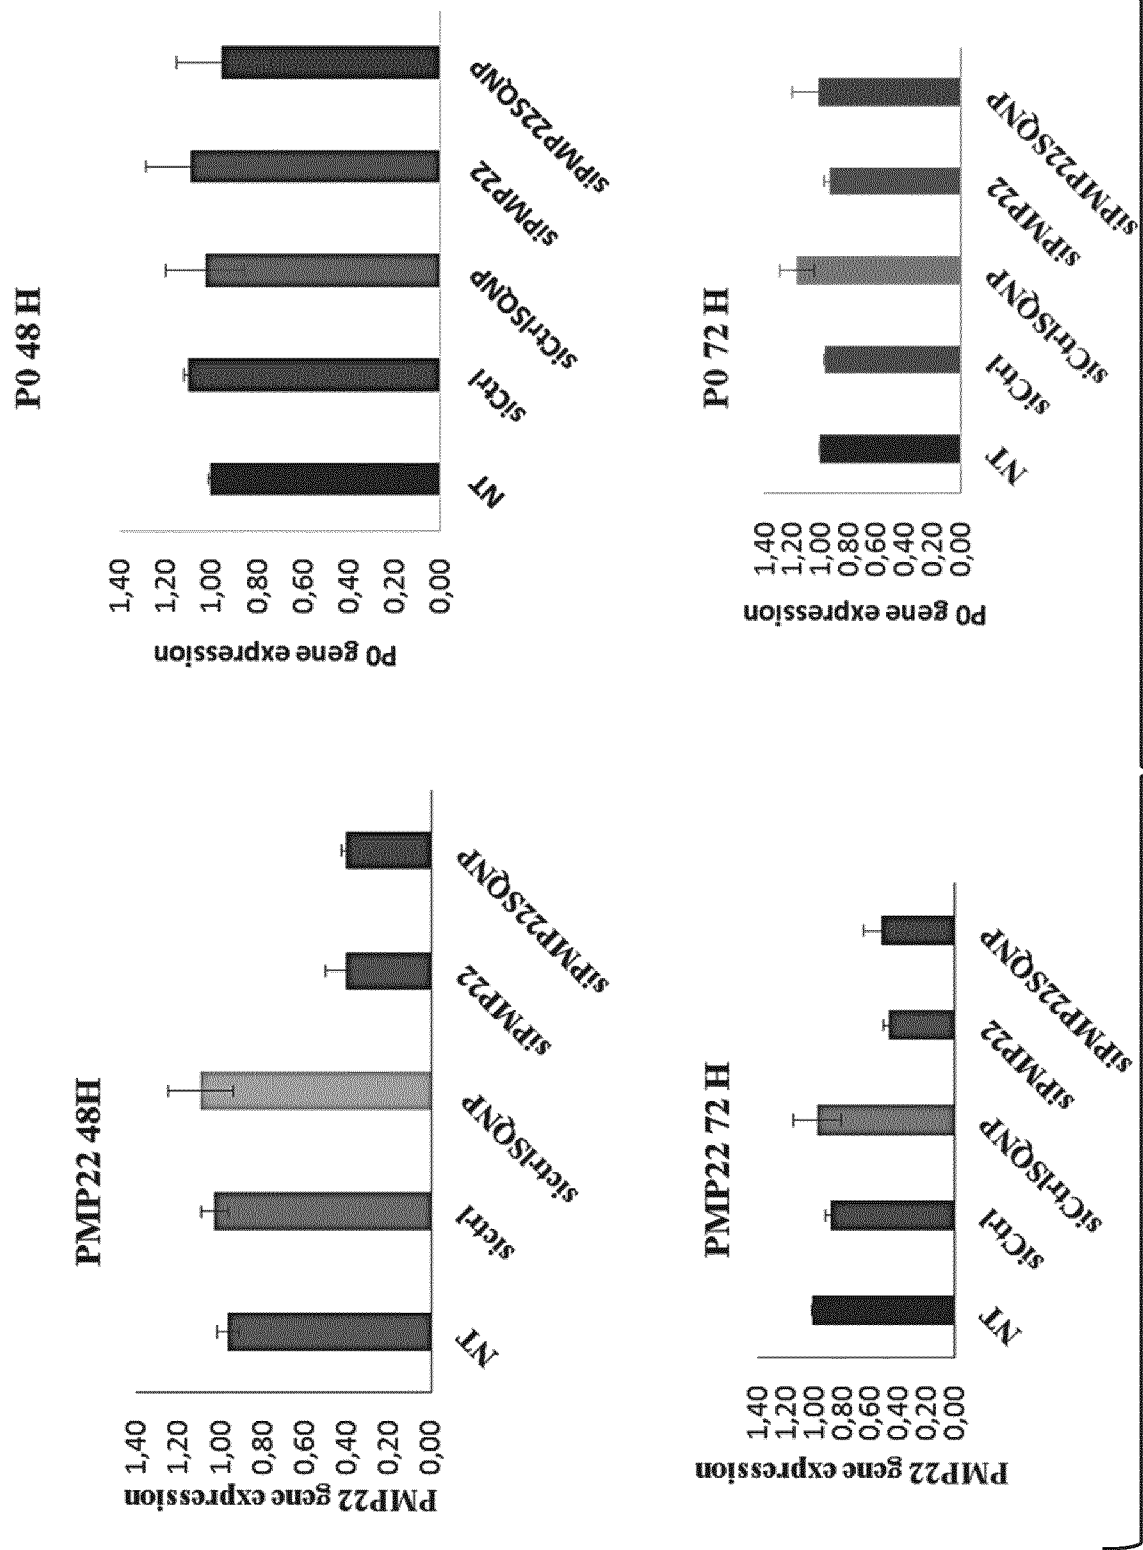 PMP22 48H
PMP22 gene expression
1,40
1,20
1,00
0,80
0,60
0,40
0,20
0,00
NT
sictrl
sictrlSQNP
siPMP22
siPMP22SQNP
P0 48 H
P0 gene expression
1,40
1,20
1,00
0,80
0,60
0,40
0,20
0,00
NT
siCtrl
siCtrlSQNP
siPMP22
siPMP22SQNP
PMP22 72 H
PMP22 gene expression
1,40
1,20
1,00
0,80
0,60
0,40
0,20
0,00
NT
siCtrl
siCtrlSQNP
siPMP22
siPMP22SQNP
P0 72 H
P0 gene expression
1,40
1,20
1,00
0,80
0,60
0,40
0,20
0,00
NT
siCtrl
siCtrlSQNP
siPMP22
siPMP22SQNP